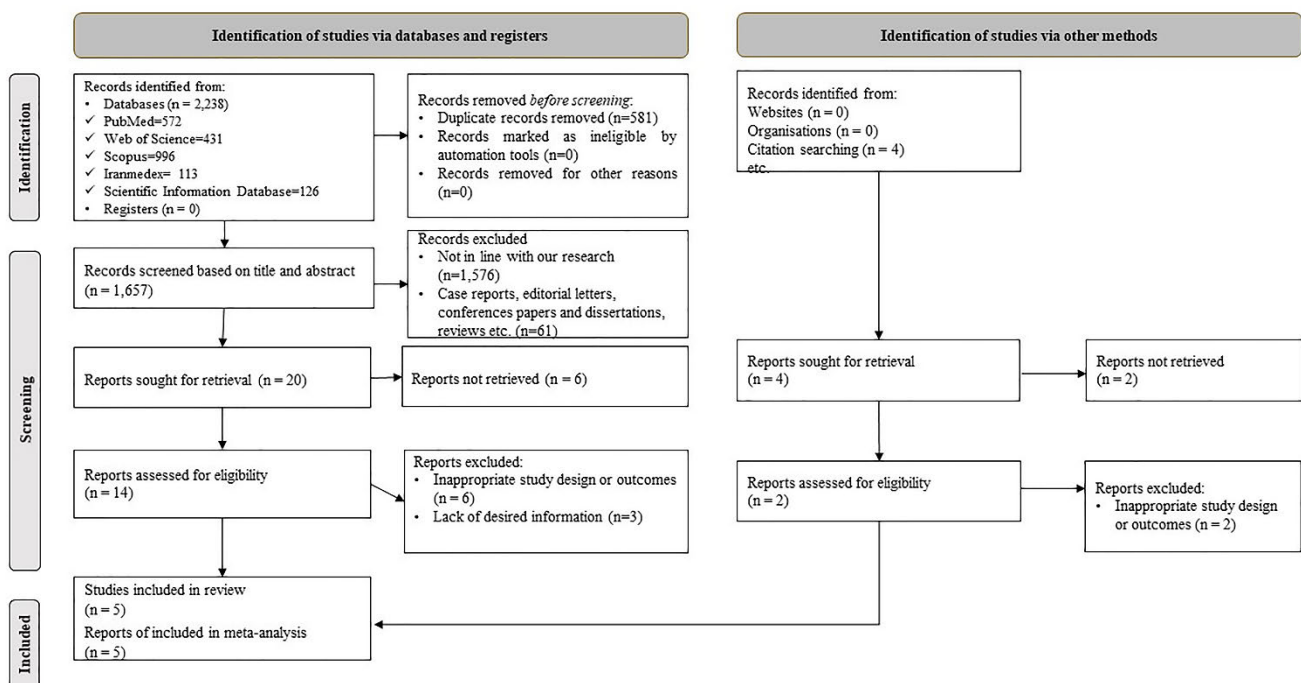 Identification of studies via databases and registers
Identification of studies via other methods
Identification
Records identified from:
• Databases (n = 2,238)
✓ PubMed=572
✓ Web of Science=431
✓ Scopus=996
✓ Iranmedex= 113
✓ Scientific Information Database=126
• Registers (n = 0)
Records removed before screening:
• Duplicate records removed (n=581)
• Records marked as ineligible by
automation tools (n=0)
• Records removed for other reasons
(n=0)
Records identified from:
Websites (n = 0)
Organisations (n = 0)
Citation searching (n = 4)
etc.
Screening
Records screened based on title and abstract
(n = 1,657)
Records excluded
• Not in line with our research
(n=1,576)
• Case reports, editorial letters,
conferences papers and dissertations,
reviews etc. (n=61)
Reports sought for retrieval (n = 20)
Reports not retrieved (n = 6)
Reports sought for retrieval
(n = 4)
Reports not retrieved
(n = 2)
Reports assessed for eligibility
(n = 14)
Reports excluded:
• Inappropriate study design or outcomes
(n = 6)
• Lack of desired information (n=3)
Reports assessed for eligibility
(n = 2)
Reports excluded:
• Inappropriate study design
or outcomes (n = 2)
Included
Studies included in review
(n = 5)
Reports of included in meta-analysis
(n = 5)